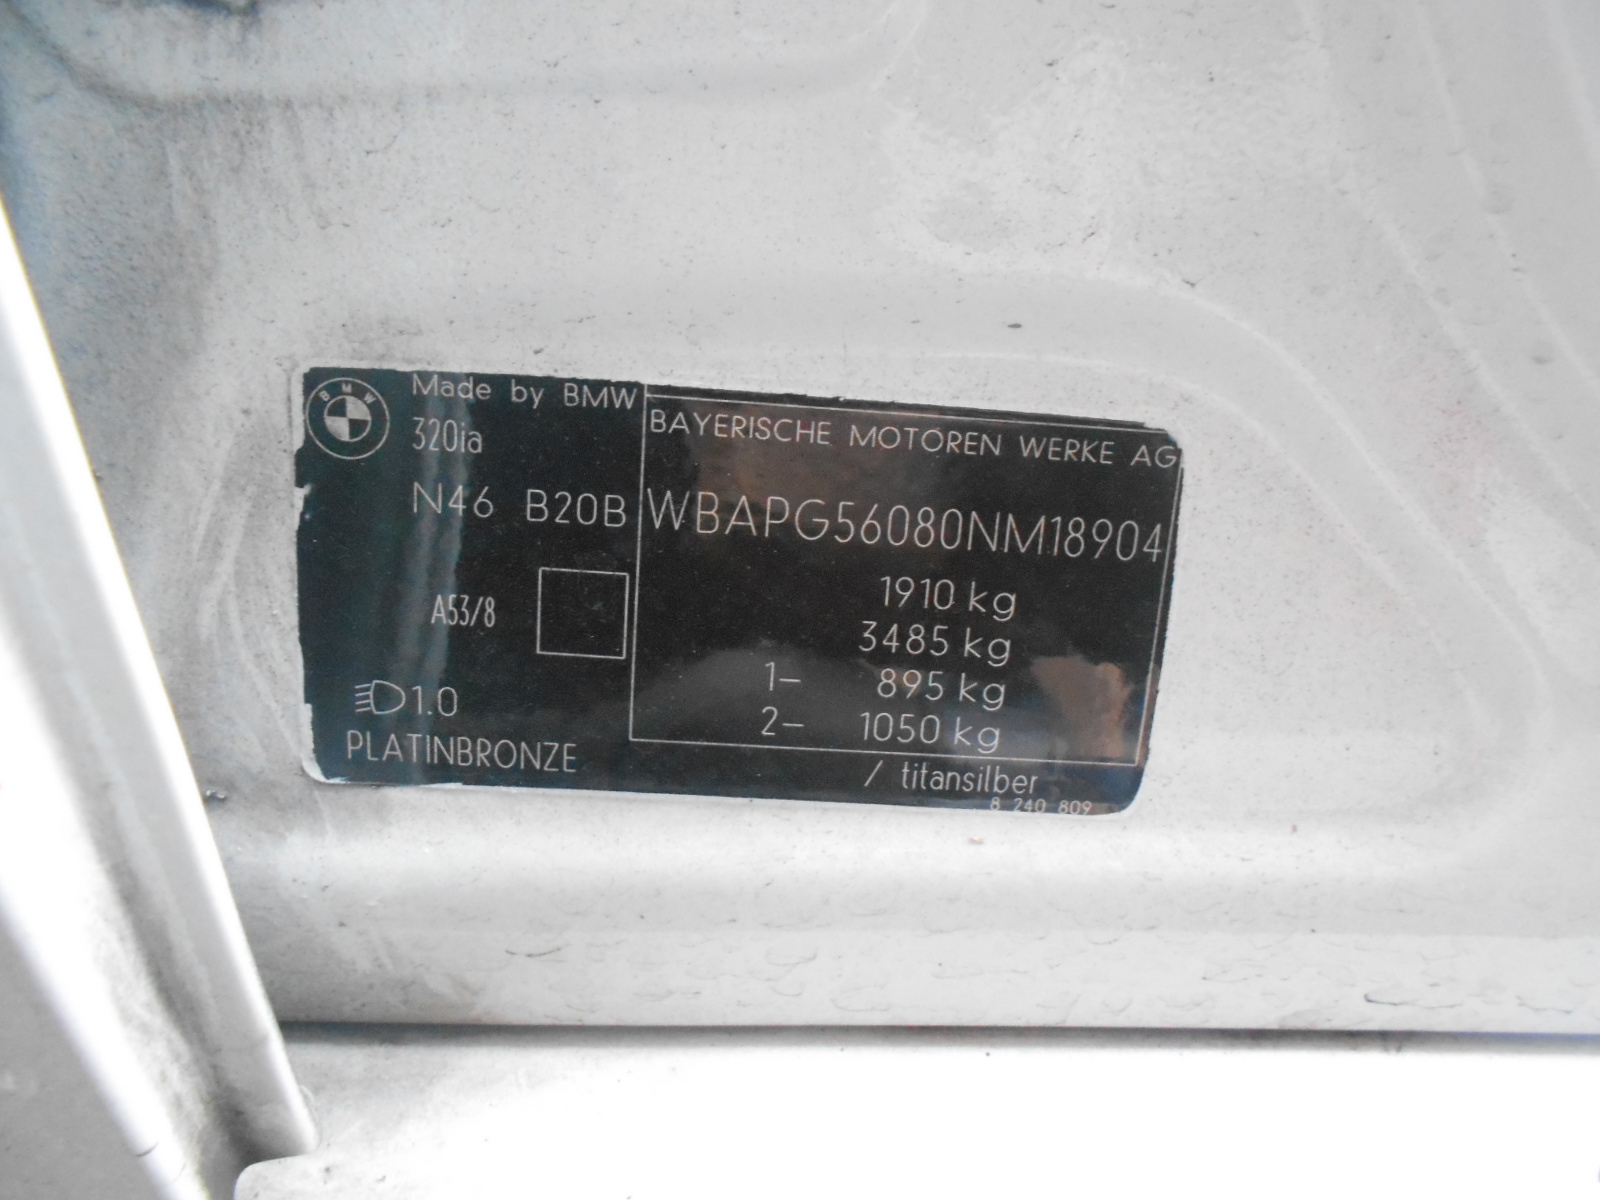 BMW
Made by BMW
320ia
N46 B20B
A53/8
1.0
PLATINBRONZE
BAYERISCHE MOTOREN WERKE AG
WBAPG56080NM18904
1910 kg
3485 kg
1- 895 kg
2- 1050 kg
/ titansilber
8 240 809